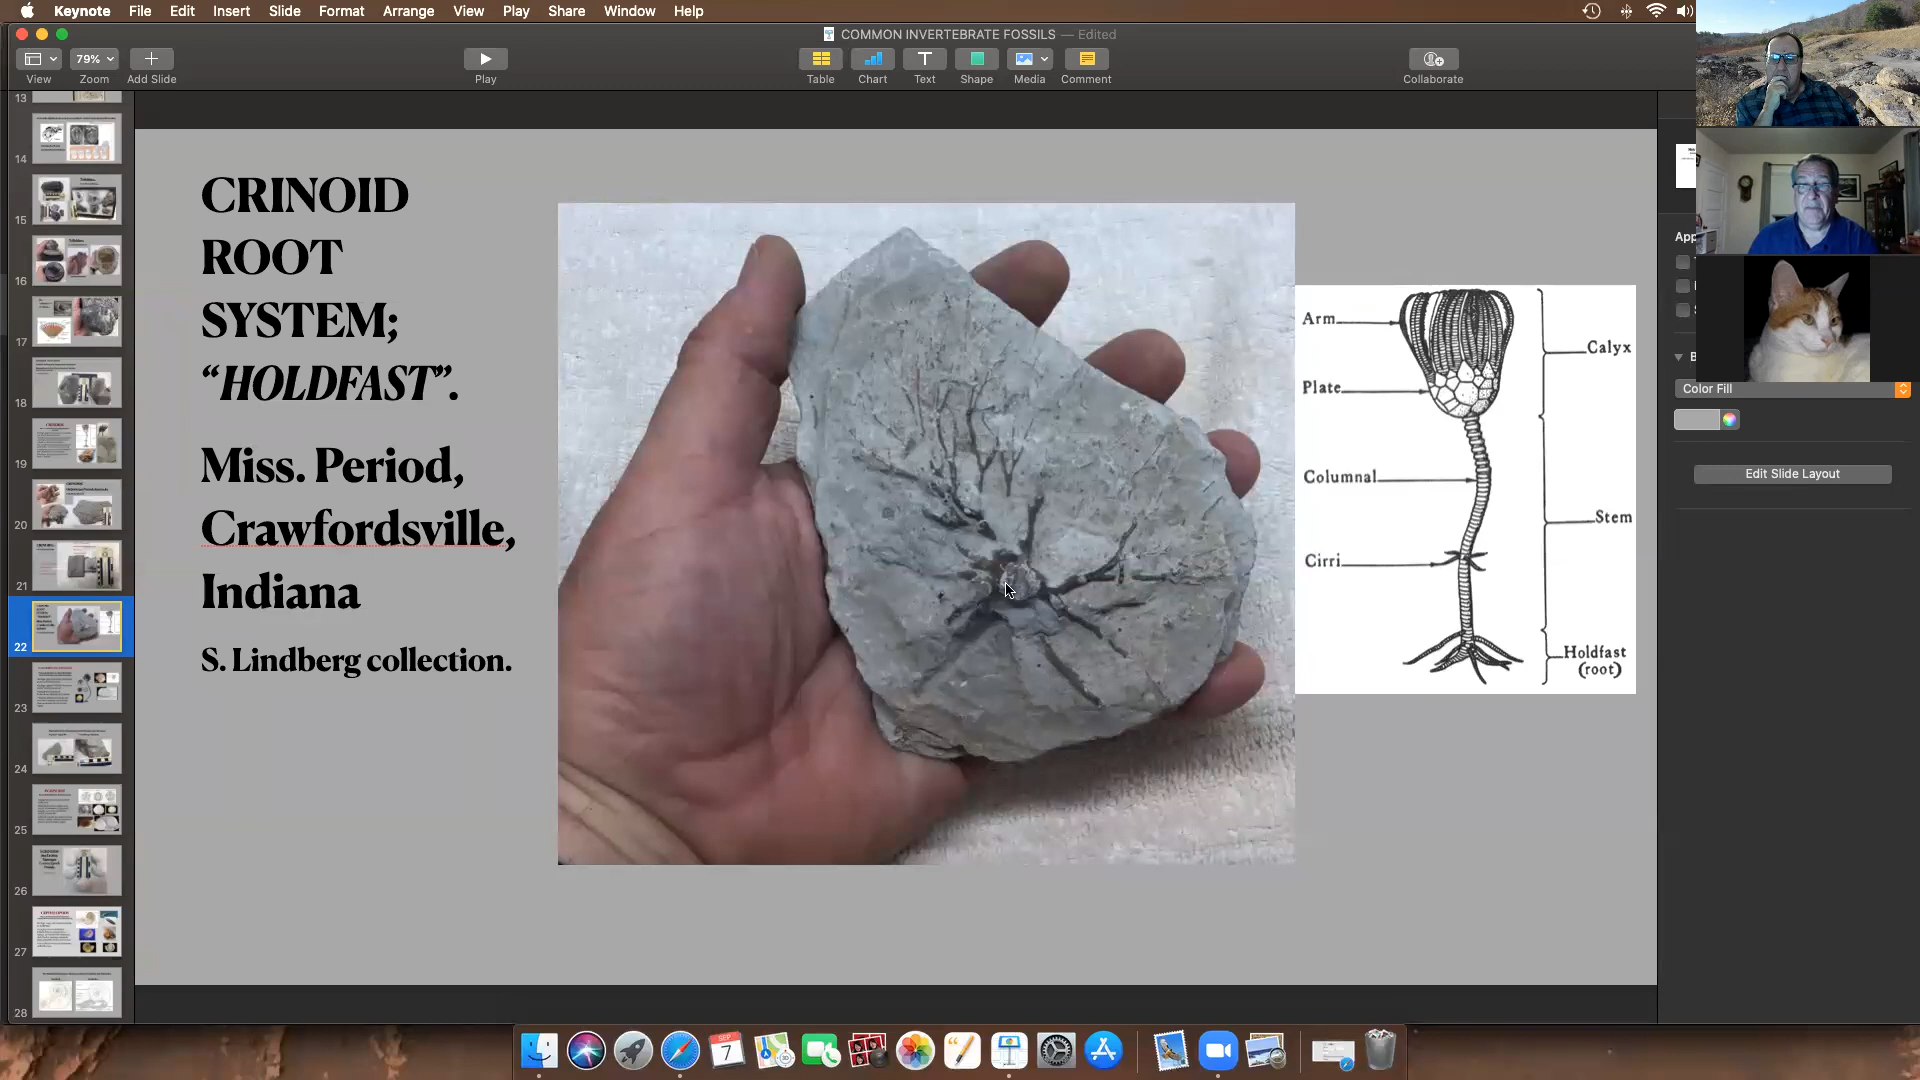 Keynote File Edit Insert Slide Format Arrange View Play Share Window Help
COMMON INVERTEBRATE FOSSILS — Edited
79%
View Zoom Add Slide Play Table Chart Text Shape Media Comment Collaborate
13
14
15
16
17
18
19
20
21
22
23
24
25
26
27
28
CRINOID
ROOT
SYSTEM;
“HOLDFAST”.
Miss. Period,
Crawfordsville,
Indiana
S. Lindberg collection.
Arm
Calyx
Plate
Columnal
Stem
Cirri
Holdfast
(root)
Color Fill
Edit Slide Layout
SEP
7